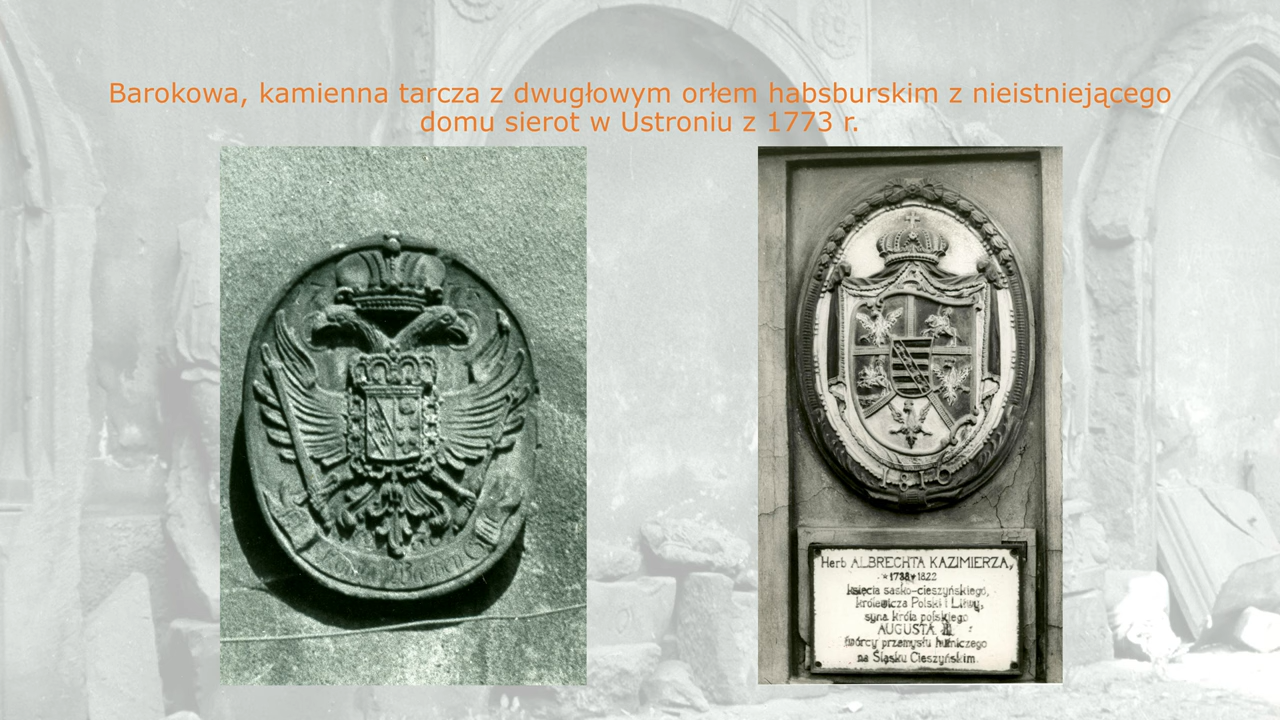 Barokowa, kamienna tarcza z dwugłowym orłem habsburskim z nieistniejącego
domu sierot w Ustroniu z 1773 r.
1810
Herb ALBRECHTA KAZIMIERZA,
*1738 1822
księcia sasko-cieszyńskiego,
królewicza Polski i Litwy,
syna króla polskiego
AUGUSTA III
twórcy przemysłu hutniczego
na Śląsku Cieszyńskim